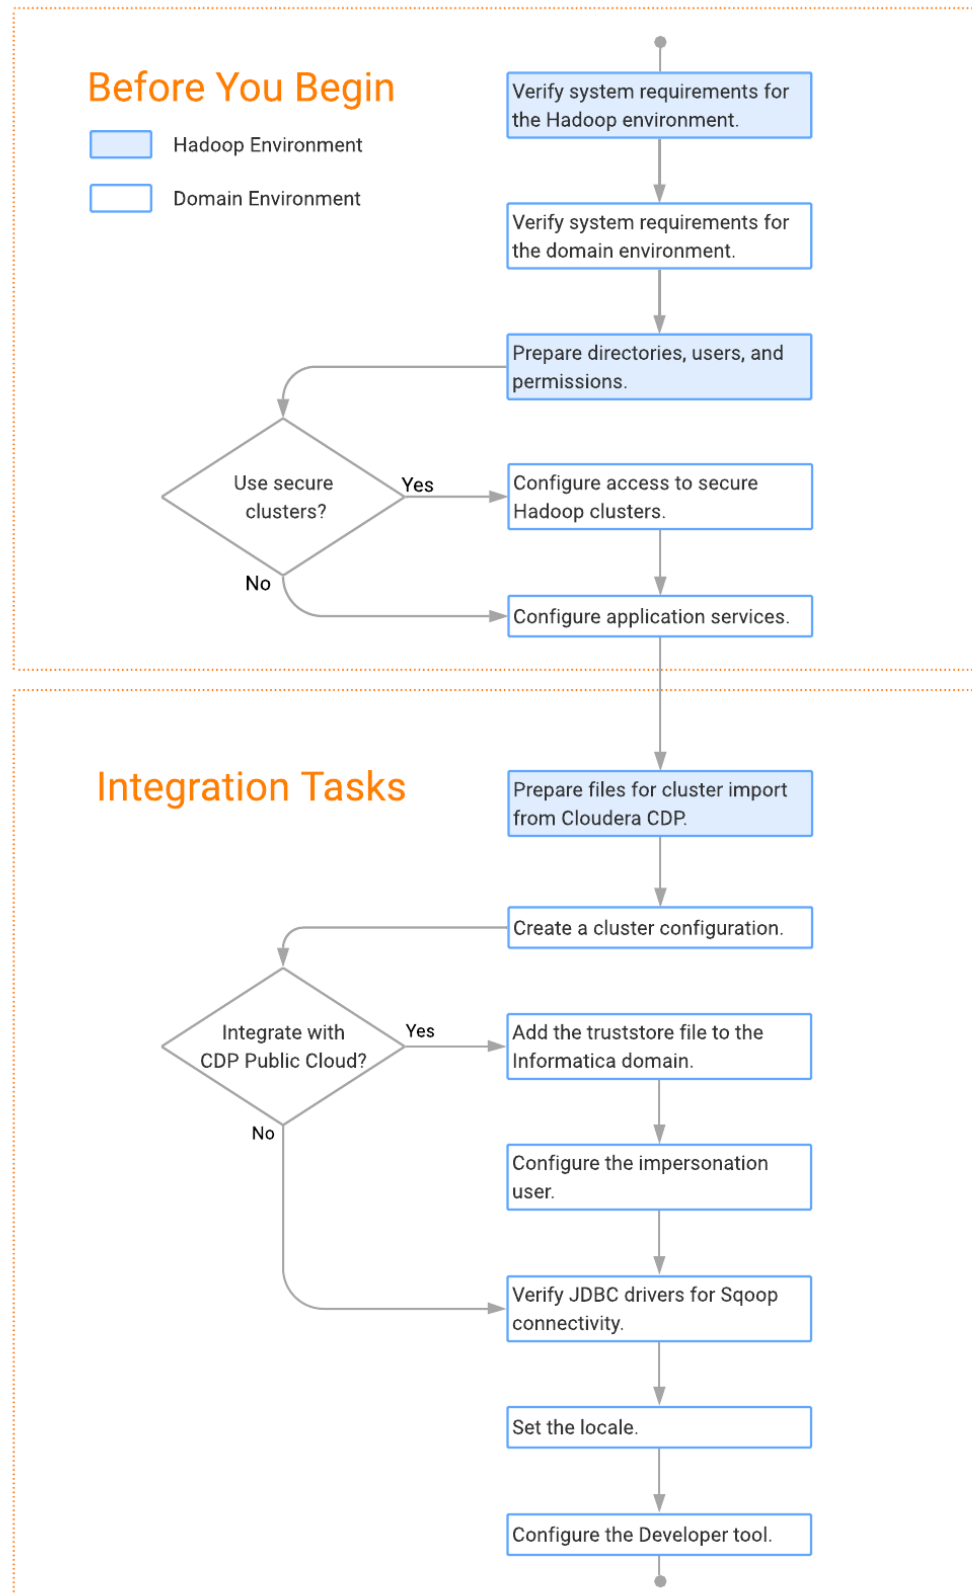 Before You Begin
Hadoop Environment
Domain Environment
Verify system requirements for
the Hadoop environment.
Verify system requirements for
the domain environment.
Prepare directories, users, and
permissions.
Use secure
clusters?
Yes
No
Configure access to secure
Hadoop clusters.
Configure application services.
Integration Tasks
Prepare files for cluster import
from Cloudera CDP.
Create a cluster configuration.
Integrate with
CDP Public Cloud?
Yes
No
Add the truststore file to the
Informatica domain.
Configure the impersonation
user.
Verify JDBC drivers for Sqoop
connectivity.
Set the locale.
Configure the Developer tool.